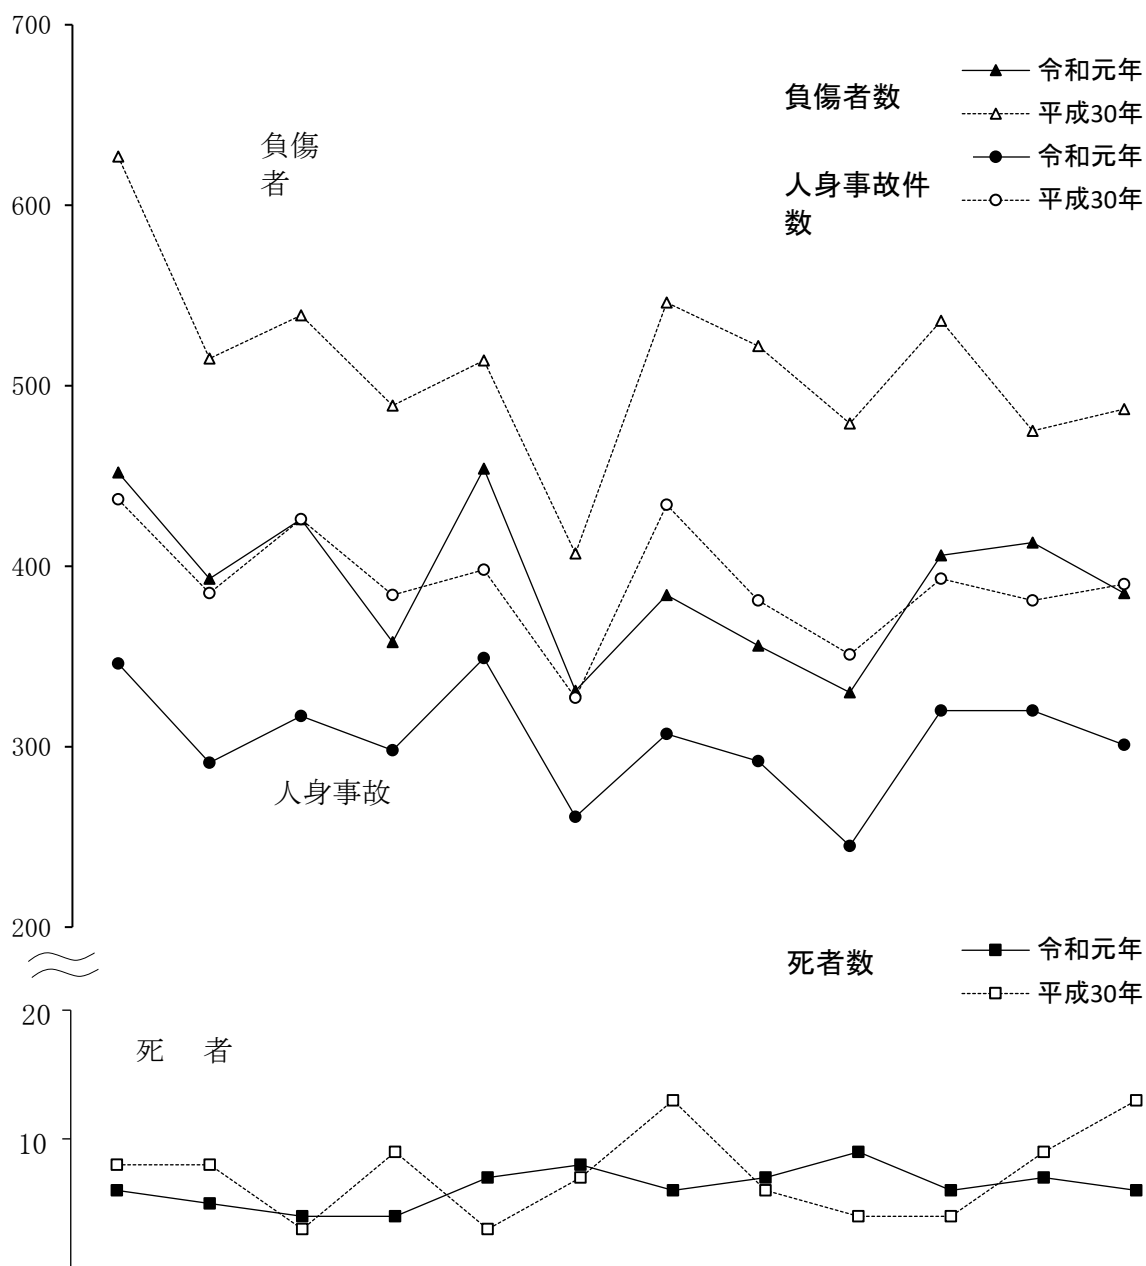 700
600
500
400
300
200
負傷
者
負傷者数
令和元年
平成30年
人身事故件
数
令和元年
平成30年
人身事故
死者数
令和元年
平成30年
20
10
死 者